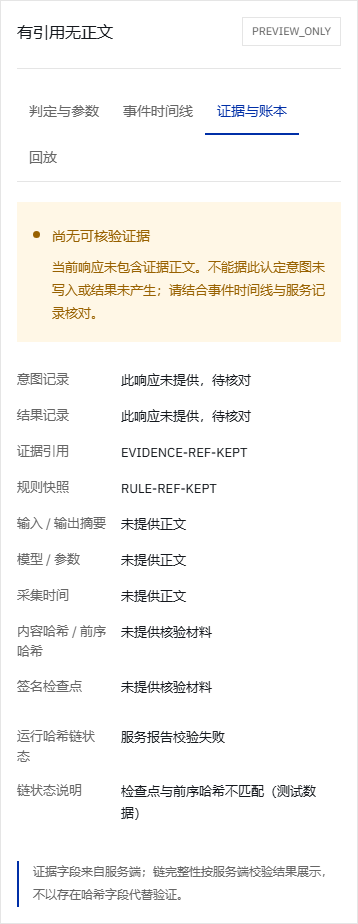 有引用无正文
PREVIEW_ONLY
判定与参数 事件时间线 证据与账本
回放
尚无可核验证据
当前响应未包含证据正文。不能据此认定意图未
写入或结果未产生；请结合事件时间线与服务记
录核对。
意图记录 此响应未提供，待核对
结果记录 此响应未提供，待核对
证据引用 EVIDENCE-REF-KEPT
规则快照 RULE-REF-KEPT
输入 / 输出摘要 未提供正文
模型 / 参数 未提供正文
采集时间 未提供正文
内容哈希 / 前序 未提供核验材料
哈希
签名检查点 未提供核验材料
运行哈希链状 服务报告校验失败
态
链状态说明 检查点与前序哈希不匹配（测试数
据）
证据字段来自服务端；链完整性按服务端校验结果展示，
不以存在哈希字段代替验证。